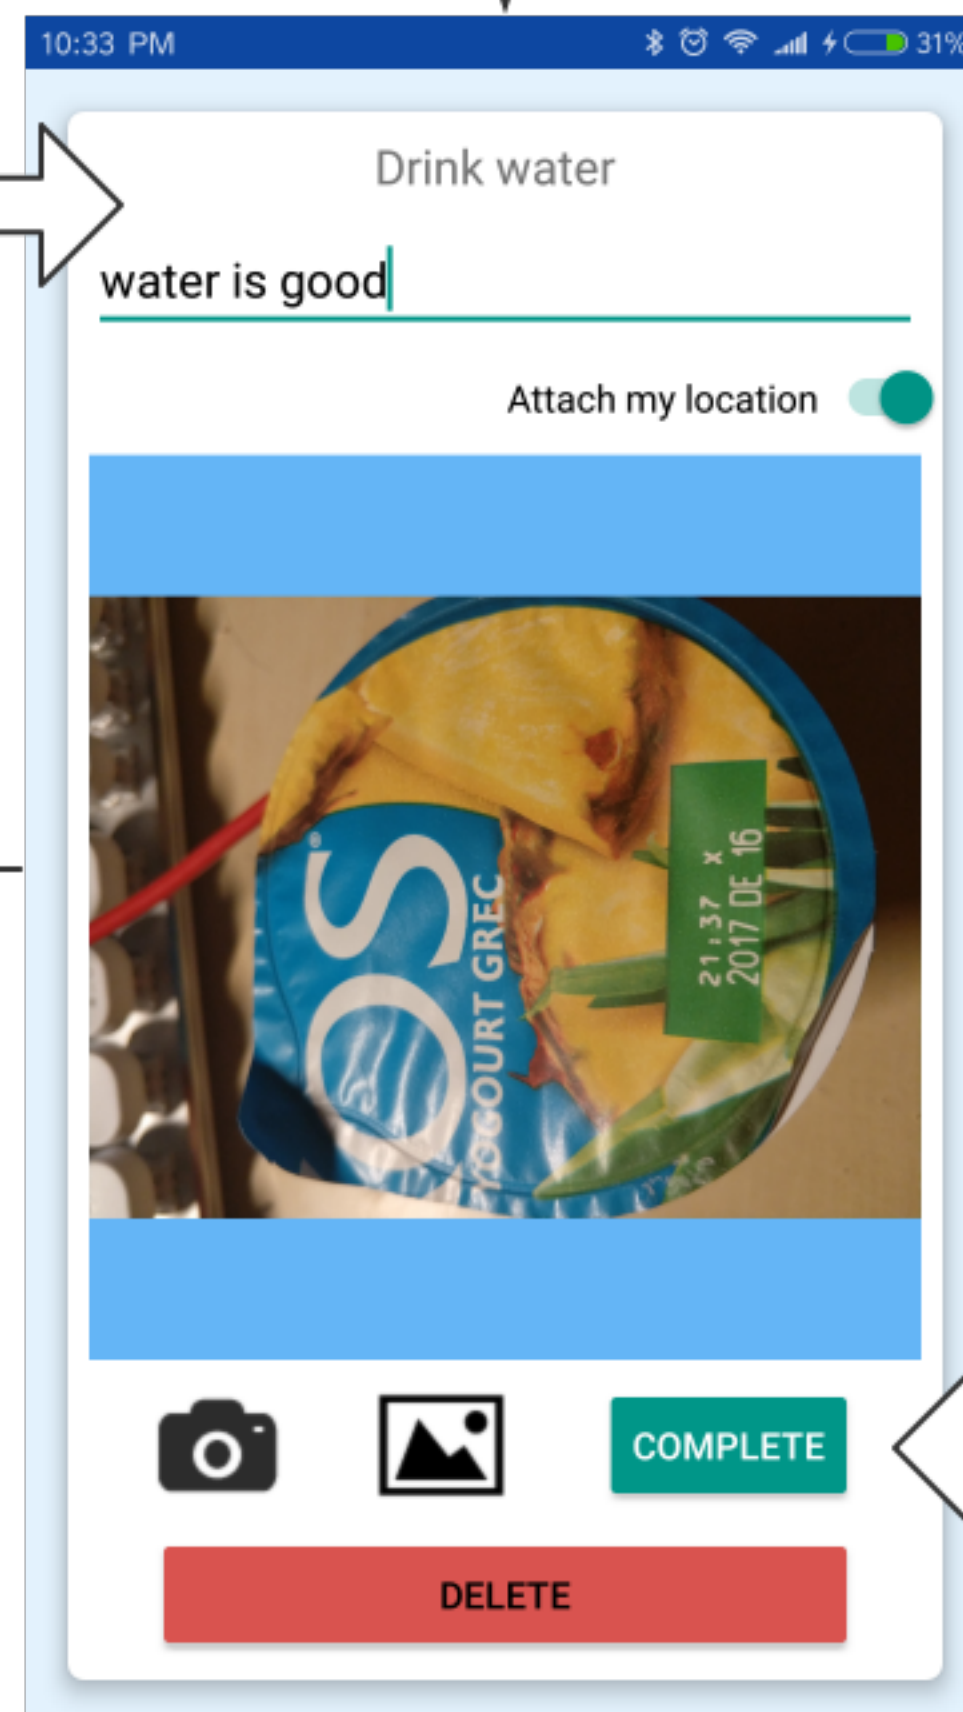 10:33 PM
31%
Drink water
water is good
Attach my location
OS®
YOGOURT GREC
21:37 X
2017 DE 16
COMPLETE
DELETE